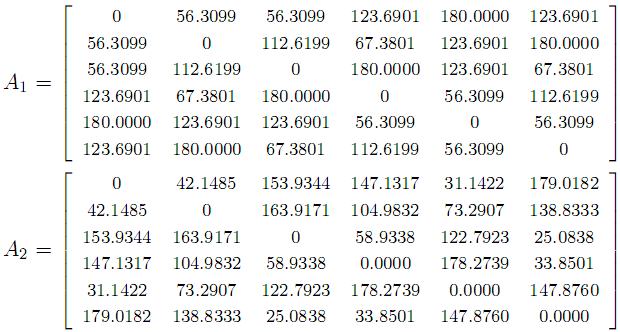 0 56.3099 56.3099 123.6901 180.0000 123.6901
56.3099 0 112.6199 67.3801 123.6901 180.0000
56.3099 112.6199 0 180.0000 123.6901 67.3801
A1 =
123.6901 67.3801 180.0000 0 56.3099 112.6199
180.0000 123.6901 123.6901 56.3099 0 56.3099
123.6901 180.0000 67.3801 112.6199 56.3099 0
0 42.1485 153.9344 147.1317 31.1422 179.0182
42.1485 0 163.9171 104.9832 73.2907 138.8333
153.9344 163.9171 0 58.9338 122.7923 25.0838
A2 =
147.1317 104.9832 58.9338 0.0000 178.2739 33.8501
31.1422 73.2907 122.7923 178.2739 0.0000 147.8760
179.0182 138.8333 25.0838 33.8501 147.8760 0.0000